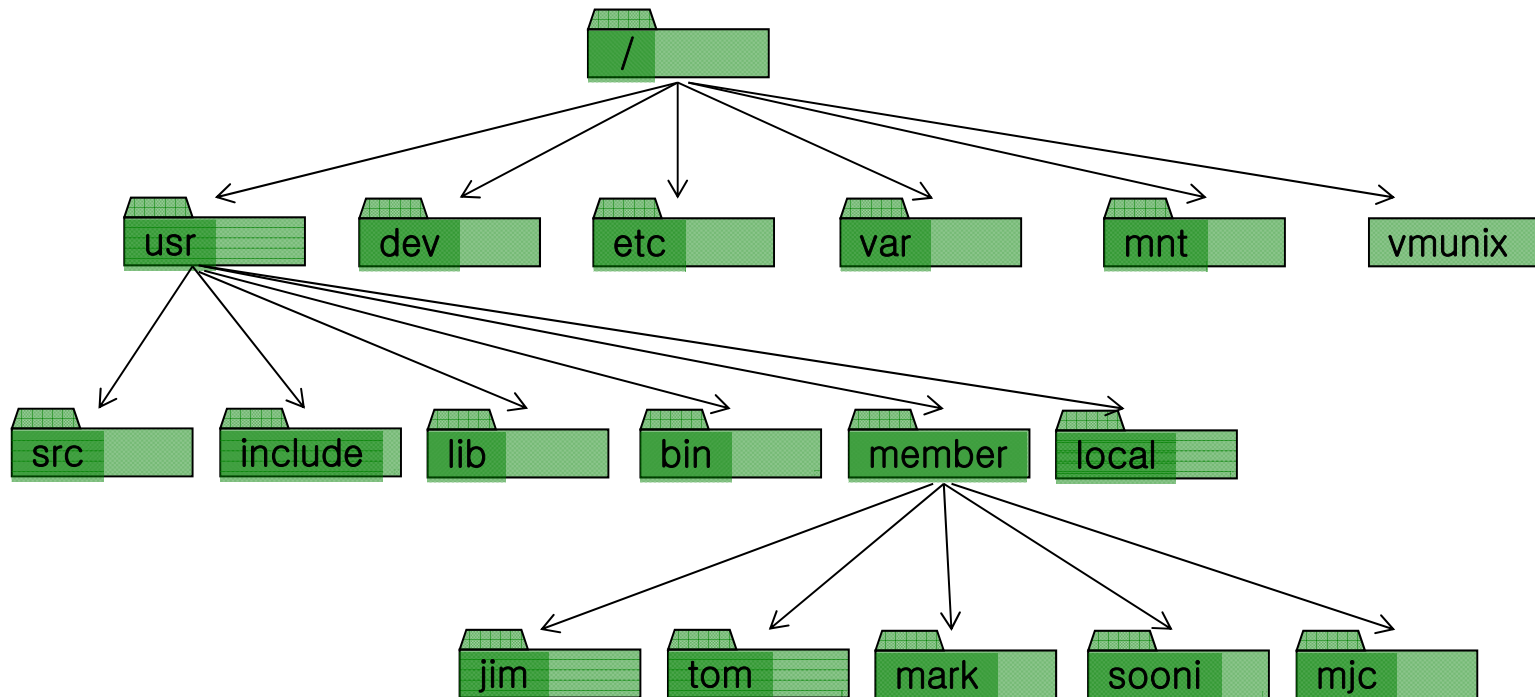 /
usr dev etc var mnt vmunix
src include lib bin member local
jim tom mark sooni mjc